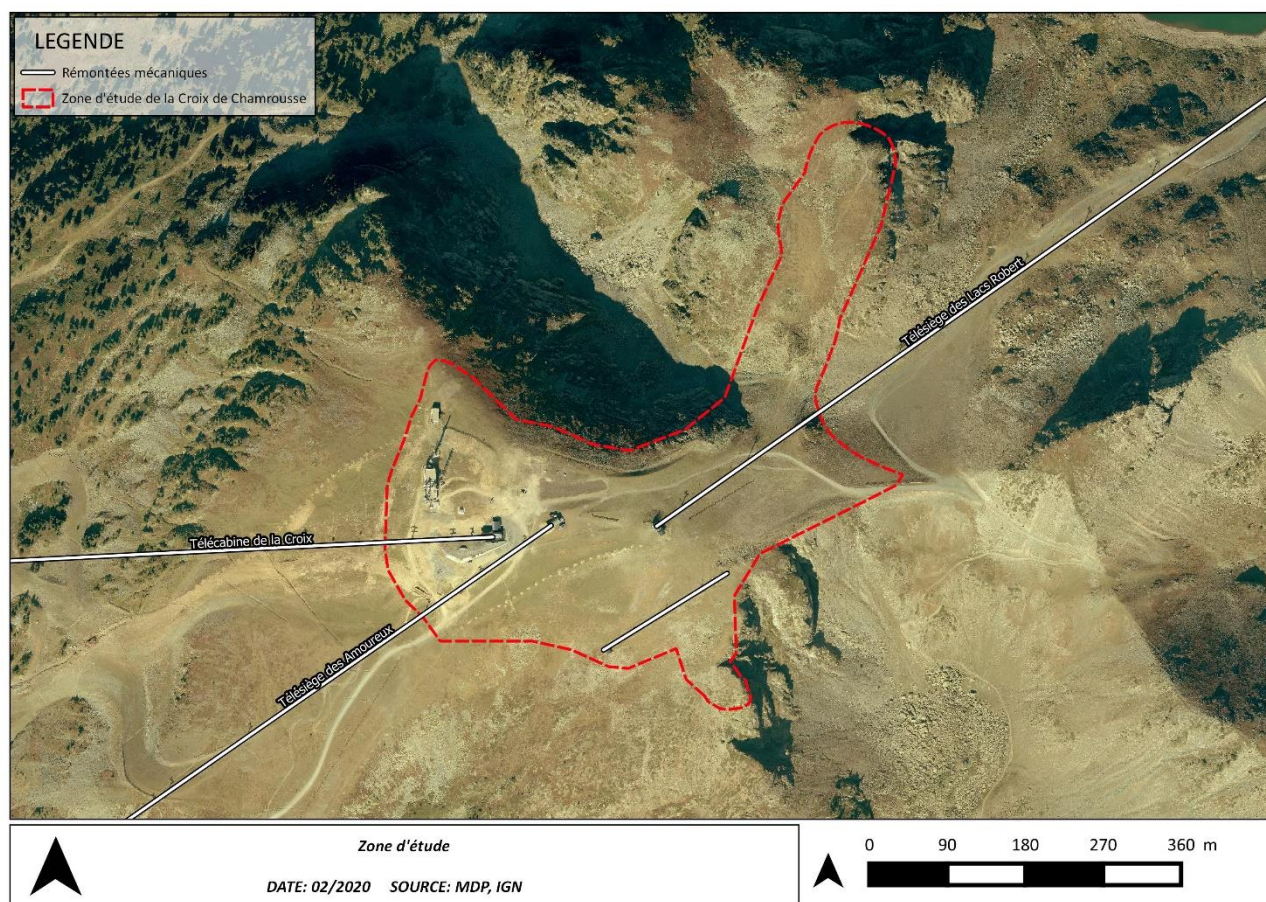 LEGENDE
Rémontées mécaniques
Zone d'étude de la Croix de Chamrousse
Télésiège des Lacs Robert
Télécabine de la Croix
Télésiège des Amoureux
Zone d'étude
DATE: 02/2020 SOURCE: MDP, IGN
0 90 180 270 360 m